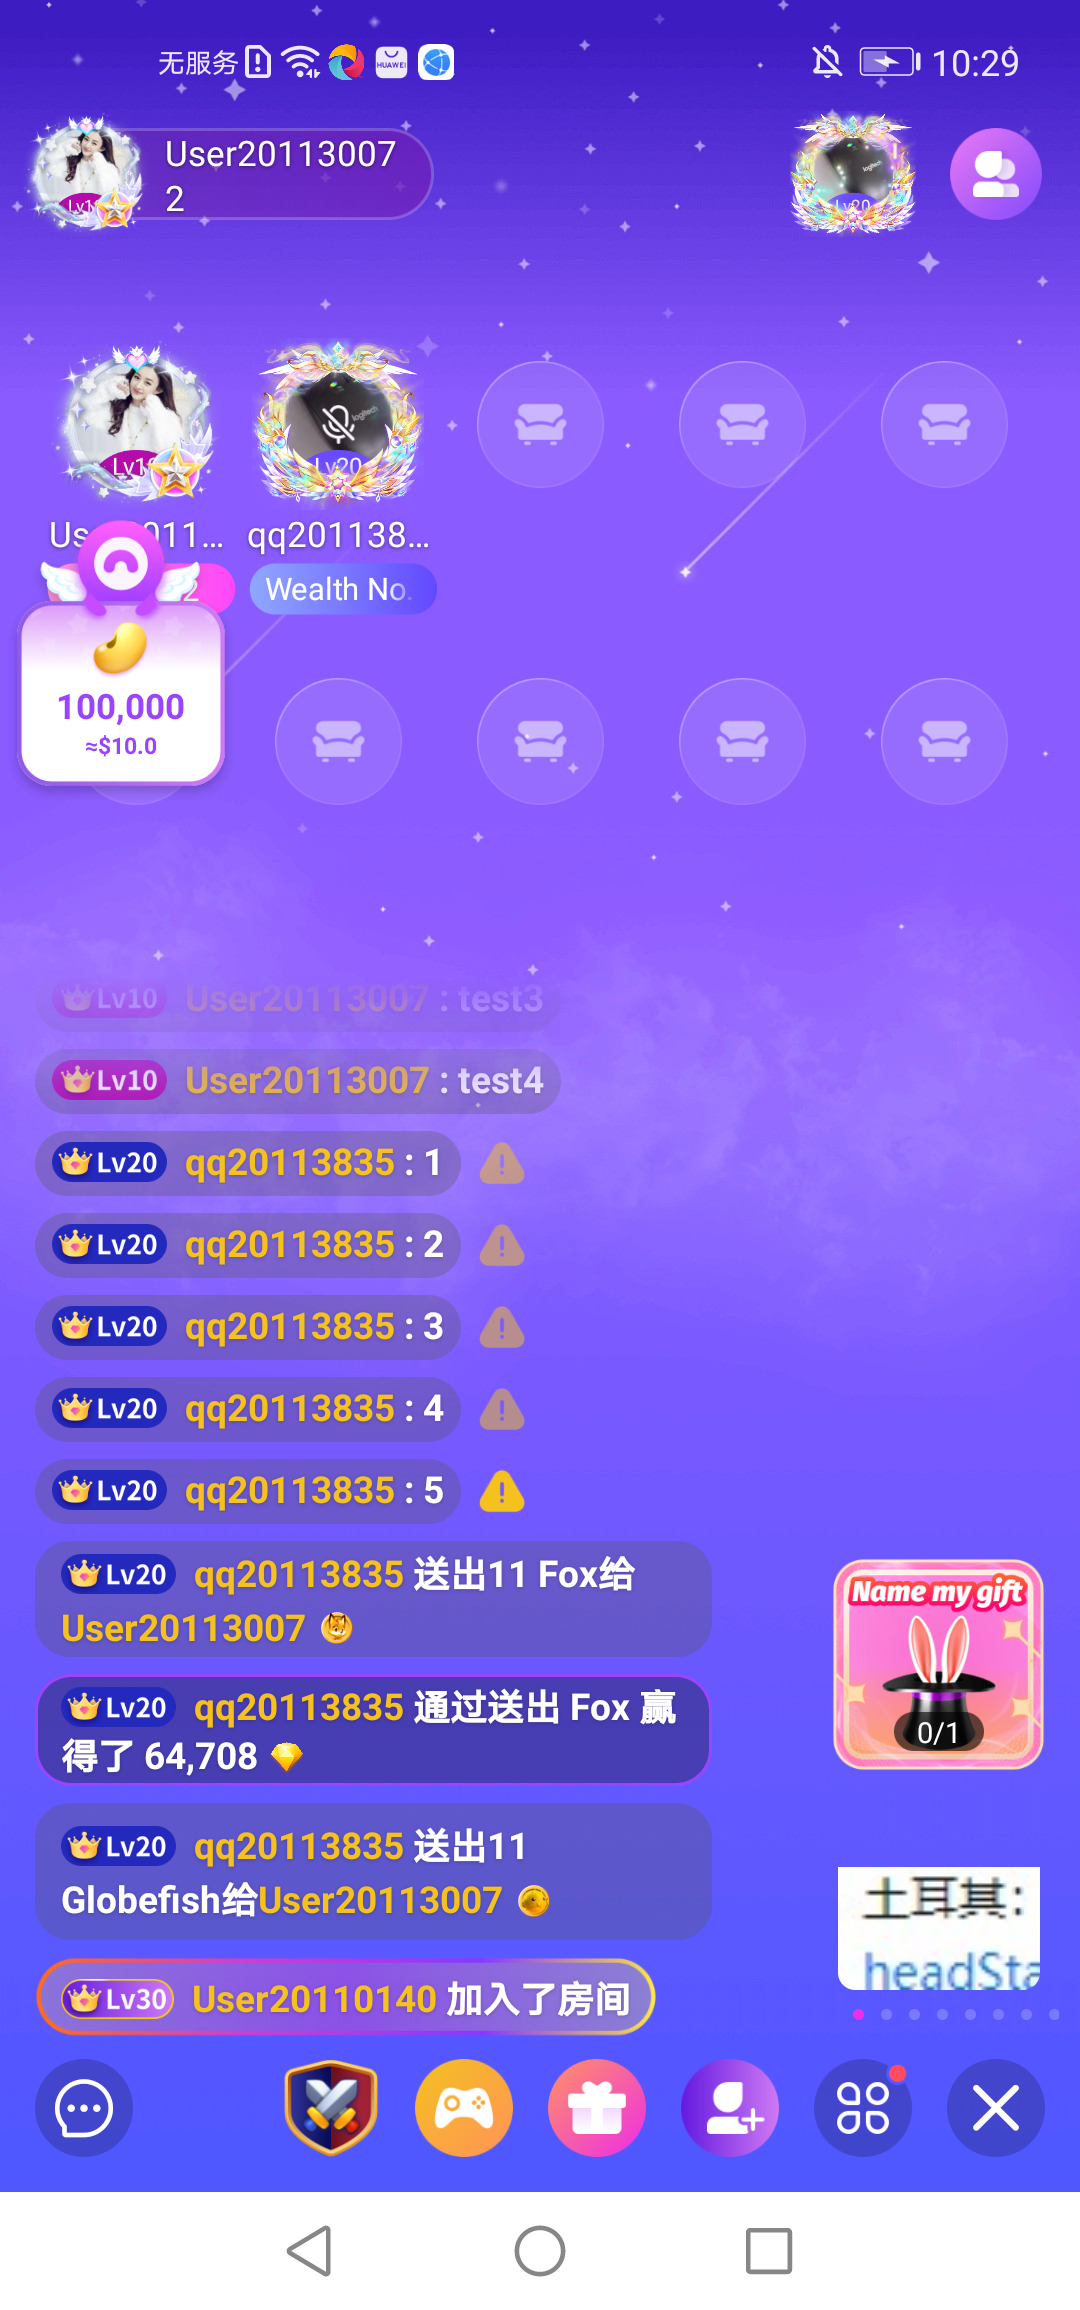 无服务
HUAWEI
10:29
User20113007
2
Lv20
logitech
Lv20
Us
011...
qq201138...
2
Wealth No.
100,000
≈$10.0
Lv10 User20113007 : test3
Lv10 User20113007 : test4
Lv20 qq20113835 : 1
Lv20 qq20113835 : 2
Lv20 qq20113835 : 3
Lv20 qq20113835 : 4
Lv20 qq20113835 : 5
Lv20 qq20113835 送出11 Fox给
User20113007
Lv20 qq20113835 通过送出 Fox 赢
得了 64,708
Lv20 qq20113835 送出11
Globefish给User20113007
Lv30 User20110140 加入了房间
Name my gift
0/1
土耳其:
headSta